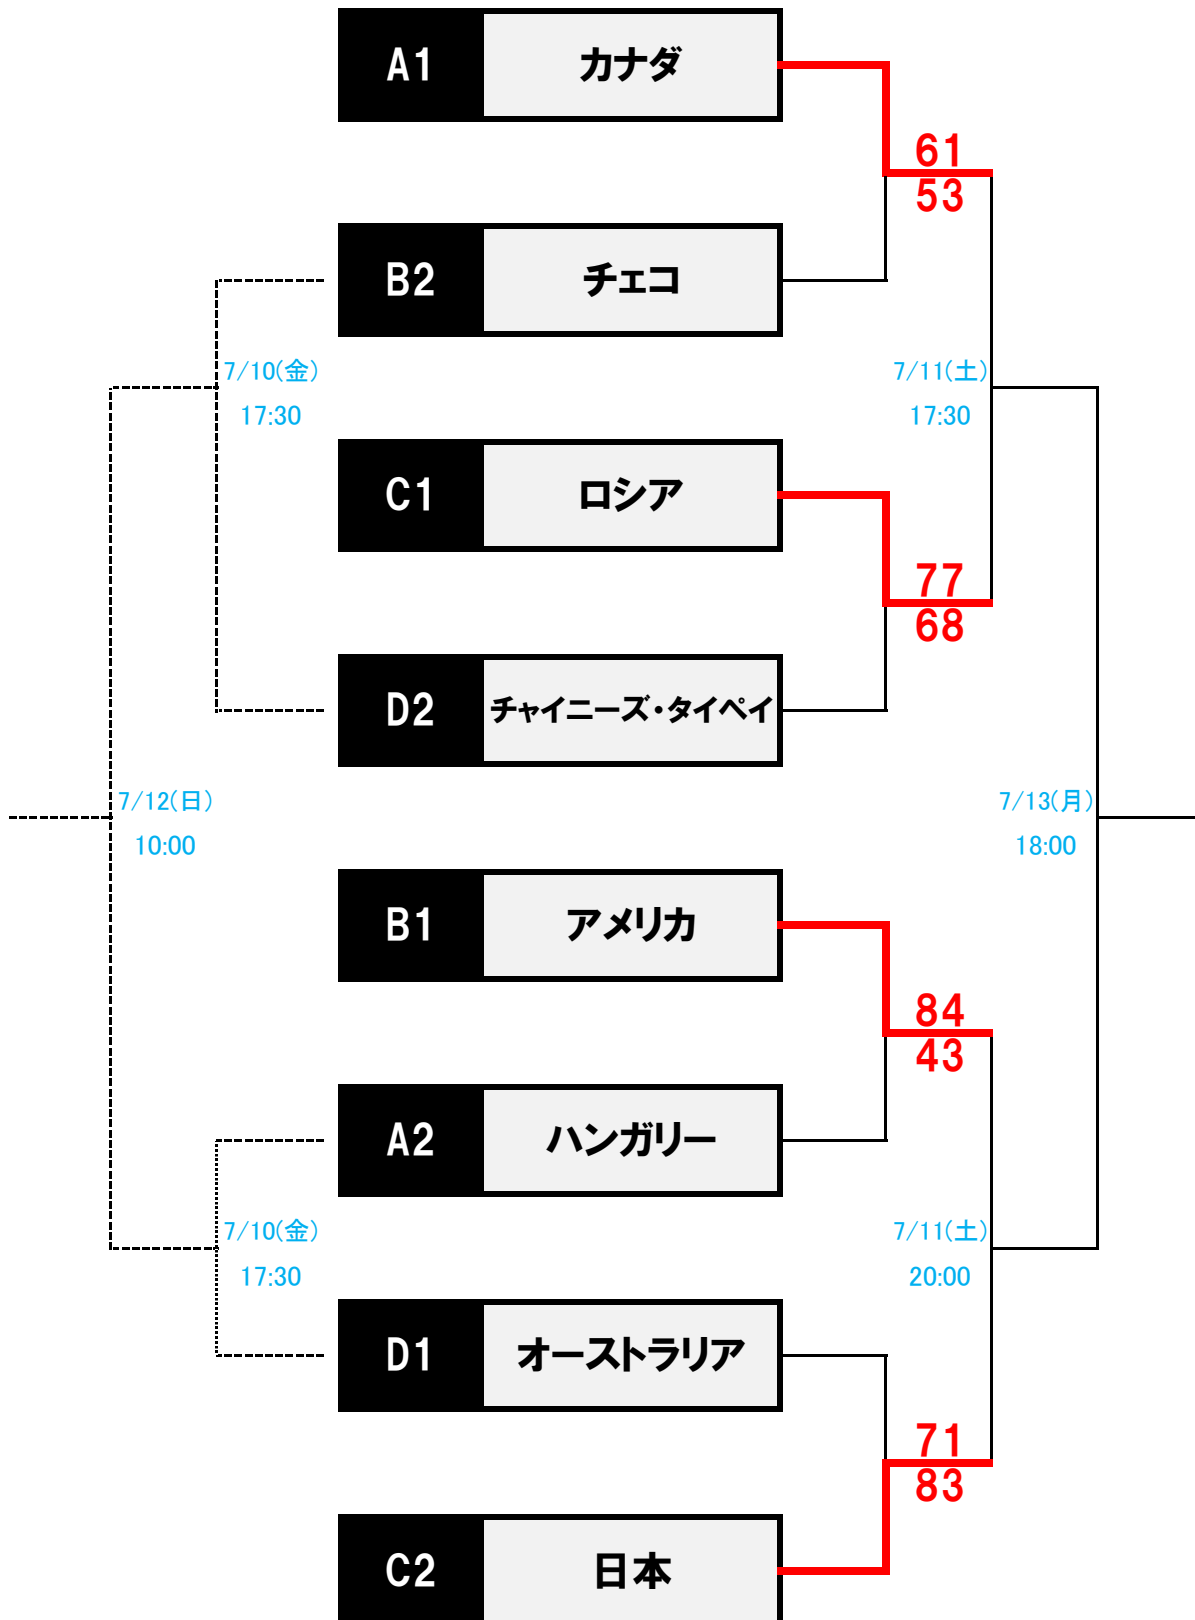 A1 カナダ
61
53
B2 チェコ
7/10(金)
17:30
7/11(土)
17:30
C1 ロシア
77
68
D2 チャイニーズ・タイペイ
7/12(日)
10:00
7/13(月)
18:00
B1 アメリカ
84
43
A2 ハンガリー
7/10(金)
17:30
7/11(土)
20:00
D1 オーストラリア
71
83
C2 日本